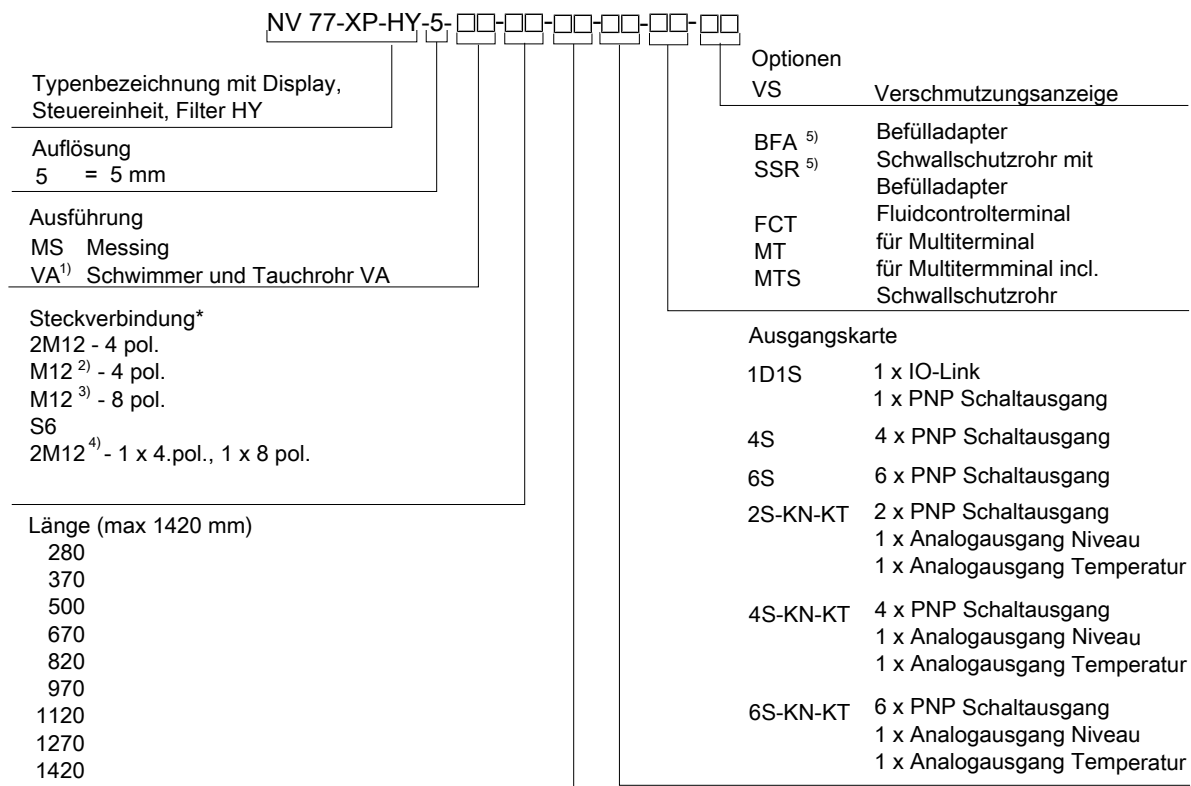 NV 77-XP-HY-5-□□-□□-□□-□□-□□-□□
Typenbezeichnung mit Display,
Steuereinheit, Filter HY
Auflösung
5 = 5 mm
Ausführung
MS Messing
VA1) Schwimmer und Tauchrohr VA
Steckverbindung*
2M12 - 4 pol.
M12 2) - 4 pol.
M12 3) - 8 pol.
S6
2M12 4) - 1 x 4.pol., 1 x 8 pol.
Länge (max 1420 mm)
280
370
500
670
820
970
1120
1270
1420
Optionen
VS Verschmutzungsanzeige
BFA 5) Befülladapter
SSR 5) Schwallschutzrohr mit
Befülladapter
FCT Fluidcontrolterminal
MT für Multiterminal
MTS für Multitermminal incl.
Schwallschutzrohr
Ausgangskarte
1D1S 1 x IO-Link
1 x PNP Schaltausgang
4S 4 x PNP Schaltausgang
6S 6 x PNP Schaltausgang
2S-KN-KT 2 x PNP Schaltausgang
1 x Analogausgang Niveau
1 x Analogausgang Temperatur
4S-KN-KT 4 x PNP Schaltausgang
1 x Analogausgang Niveau
1 x Analogausgang Temperatur
6S-KN-KT 6 x PNP Schaltausgang
1 x Analogausgang Niveau
1 x Analogausgang Temperatur